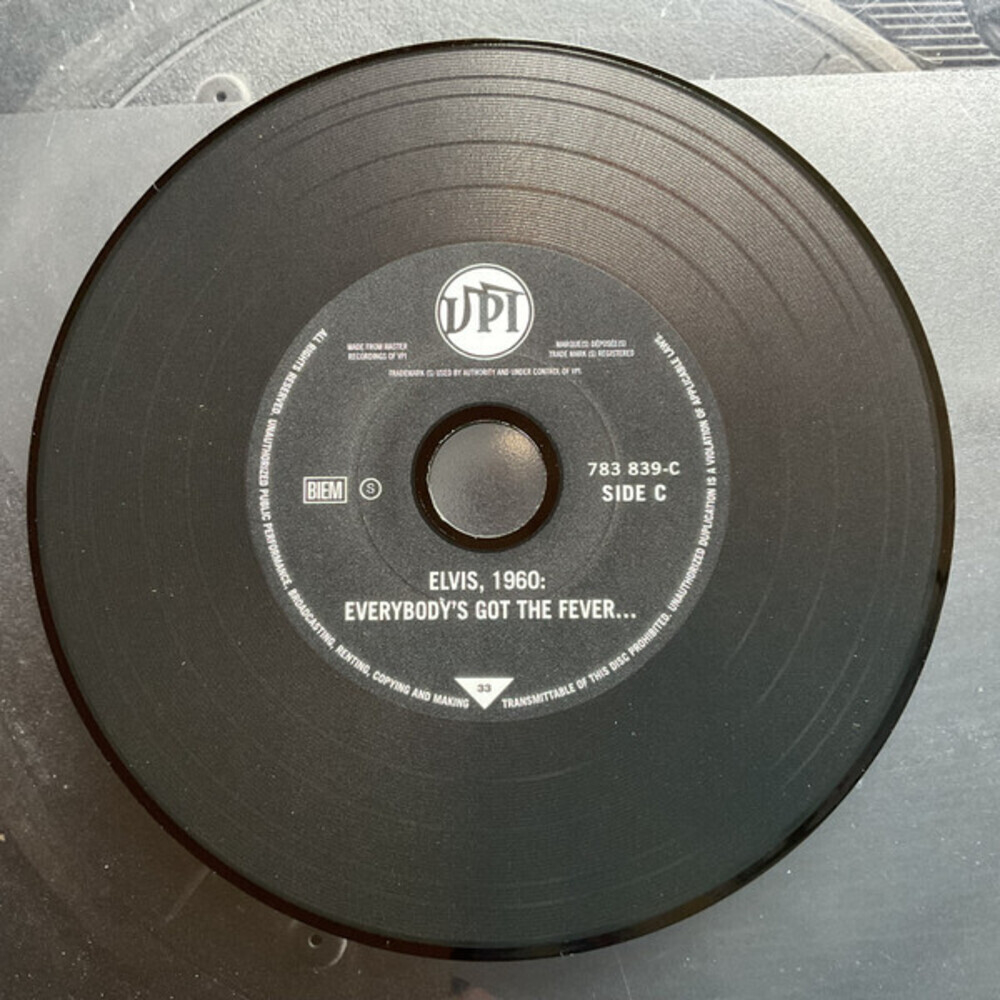 VPI
MADE FROM MASTER
RECORDINGS OF VPI
MARQUE(S) DÉPOSÉE(S)
TRADE MARK (S) REGISTERED
TRADEMARK (S) USED BY AUTHORITY AND UNDER CONTROL OF VPI
BIEM S
783 839-C
SIDE C
ELVIS, 1960:
EVERYBODY'S GOT THE FEVER...
33
ALL RIGHTS RESERVED. UNAUTHORIZED PUBLIC PERFORMANCE, BROADCASTING, RENTING, COPYING AND MAKING
TRANSMITTABLE OF THIS DISC PROHIBITED. UNAUTHORIZED DUPLICATION IS A VIOLATION OF APPLICABLE LAWS.